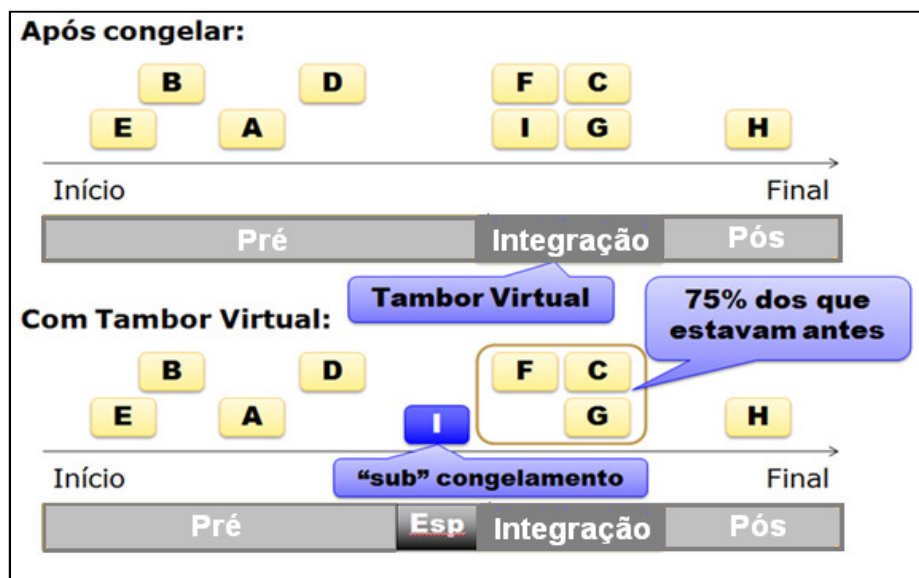 Após congelar:
B D F C
E A I G H
Início Final
Pré Integração Pós
Tambor Virtual
75% dos que
estavam antes
Com Tambor Virtual:
B D F C
E A I G H
"sub" congelamento
Início Final
Pré Esp Integração Pós